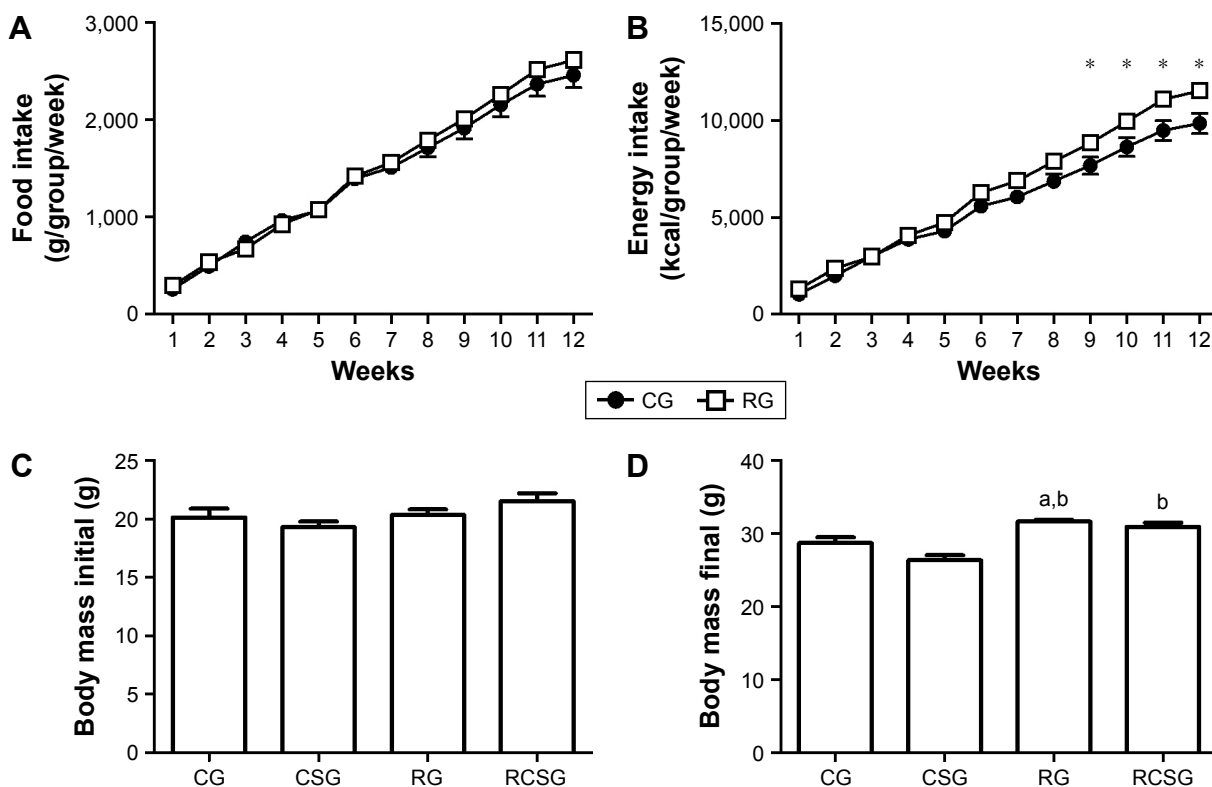 A
Food intake
(g/group/week)
3,000
2,000
1,000
0
1 2 3 4 5 6 7 8 9 10 11 12
Weeks
B
Energy intake
(kcal/group/week)
15,000
10,000
5,000
0
* * * *
1 2 3 4 5 6 7 8 9 10 11 12
Weeks
CG RG
C
Body mass initial (g)
25
20
15
10
5
0
CG CSG RG RCSG
D
Body mass final (g)
40
30
20
10
0
a,b b
CG CSG RG RCSG